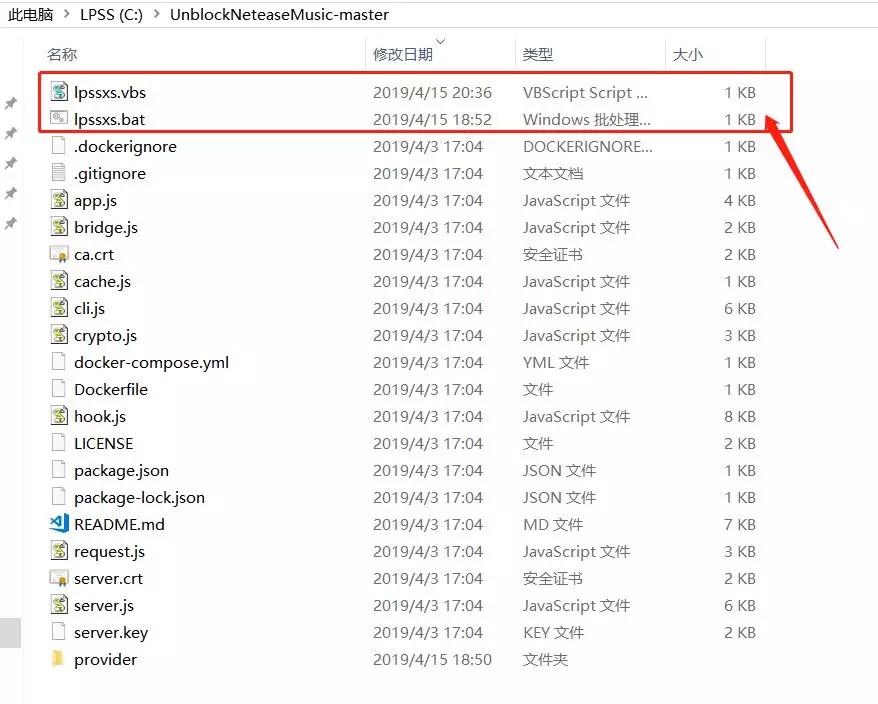 此电脑 > LPSS (C:) > UnblockNeteaseMusic-master
名称 修改日期 类型 大小
lpssxs.vbs 2019/4/15 20:36 VBScript Script ... 1 KB
lpssxs.bat 2019/4/15 18:52 Windows 批处理... 1 KB
.dockerignore 2019/4/3 17:04 DOCKERIGNORE... 1 KB
.gitignore 2019/4/3 17:04 文本文档 1 KB
app.js 2019/4/3 17:04 JavaScript 文件 4 KB
bridge.js 2019/4/3 17:04 JavaScript 文件 2 KB
ca.crt 2019/4/3 17:04 安全证书 2 KB
cache.js 2019/4/3 17:04 JavaScript 文件 1 KB
cli.js 2019/4/3 17:04 JavaScript 文件 6 KB
crypto.js 2019/4/3 17:04 JavaScript 文件 3 KB
docker-compose.yml 2019/4/3 17:04 YML 文件 1 KB
Dockerfile 2019/4/3 17:04 文件 1 KB
hook.js 2019/4/3 17:04 JavaScript 文件 8 KB
LICENSE 2019/4/3 17:04 文件 2 KB
package.json 2019/4/3 17:04 JSON 文件 1 KB
package-lock.json 2019/4/3 17:04 JSON 文件 1 KB
README.md 2019/4/3 17:04 MD 文件 7 KB
request.js 2019/4/3 17:04 JavaScript 文件 3 KB
server.crt 2019/4/3 17:04 安全证书 2 KB
server.js 2019/4/3 17:04 JavaScript 文件 6 KB
server.key 2019/4/3 17:04 KEY 文件 2 KB
provider 2019/4/15 18:50 文件夹